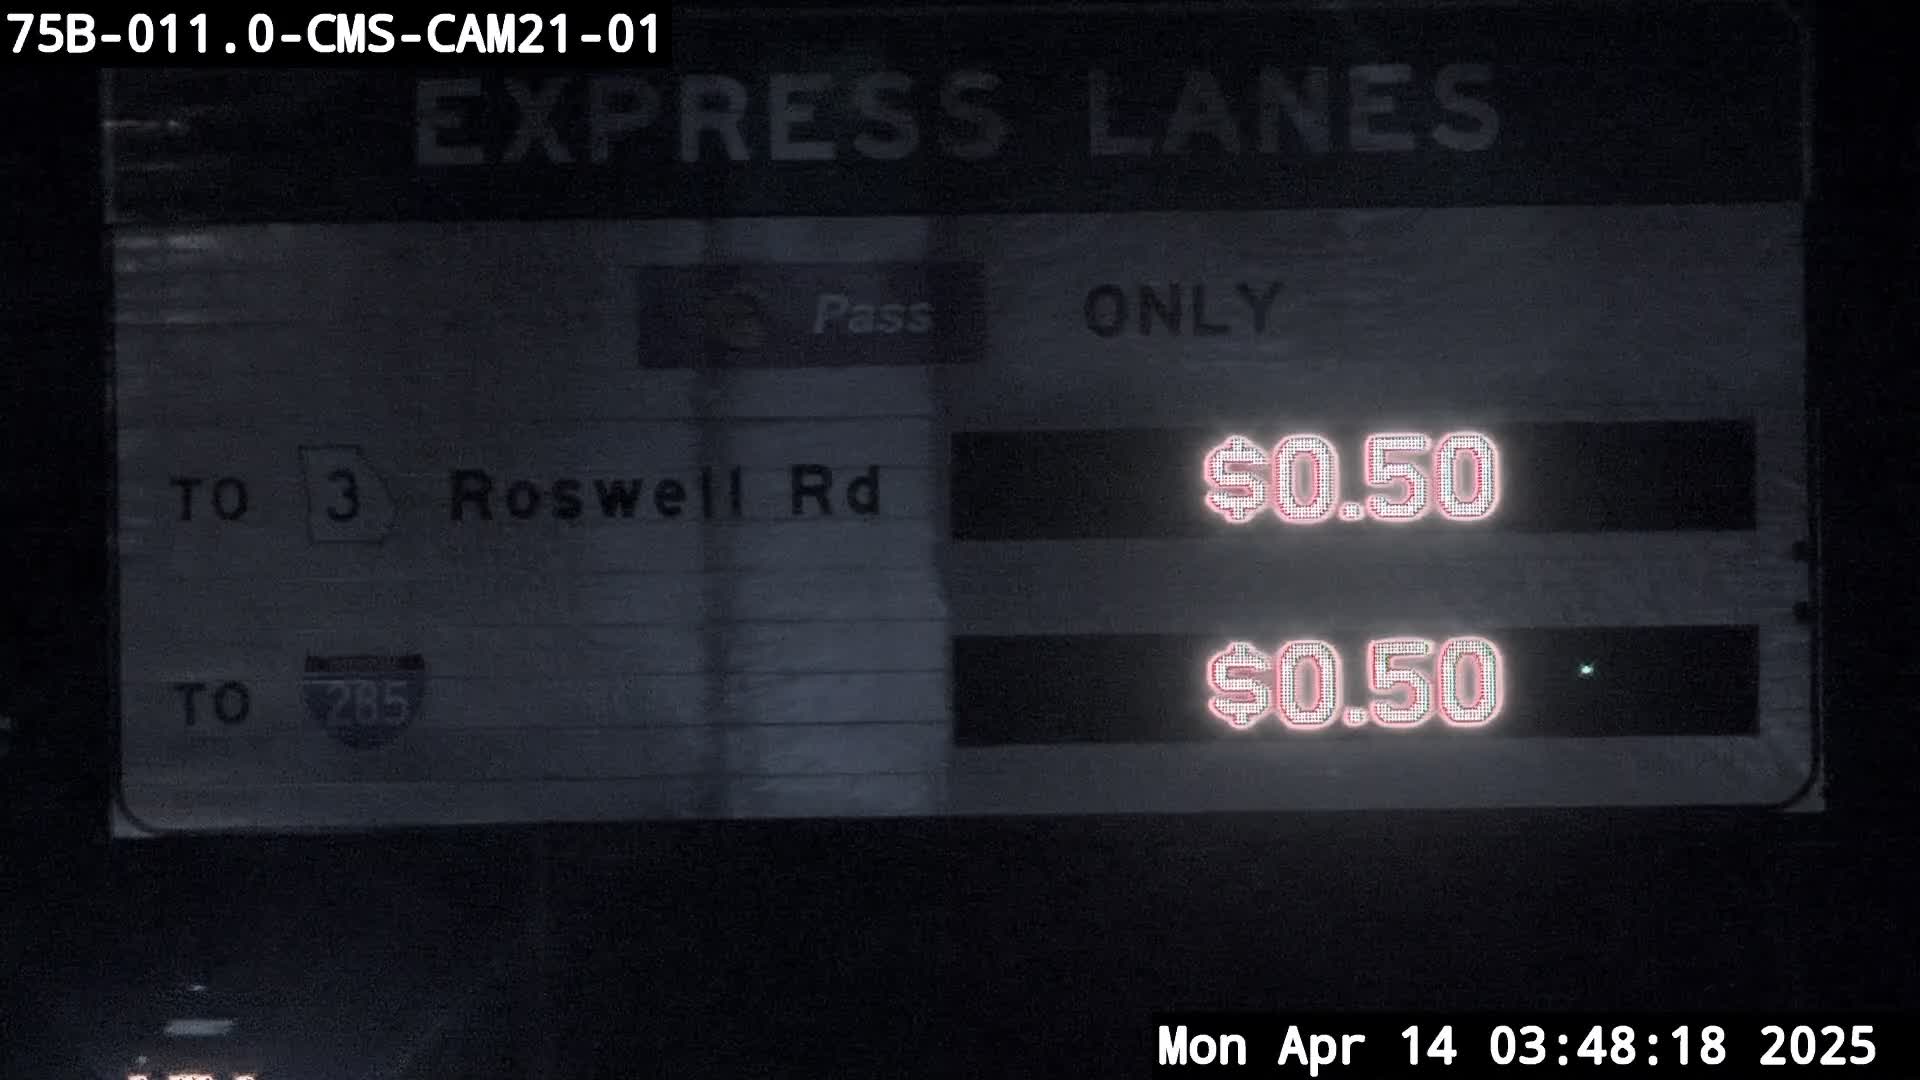 75B-011.0-CMS-CAM21-01
EXPRESS LANES
Pass ONLY
TO 3 Roswell Rd $0.50
TO 285 $0.50
Mon Apr 14 03:48:18 2025